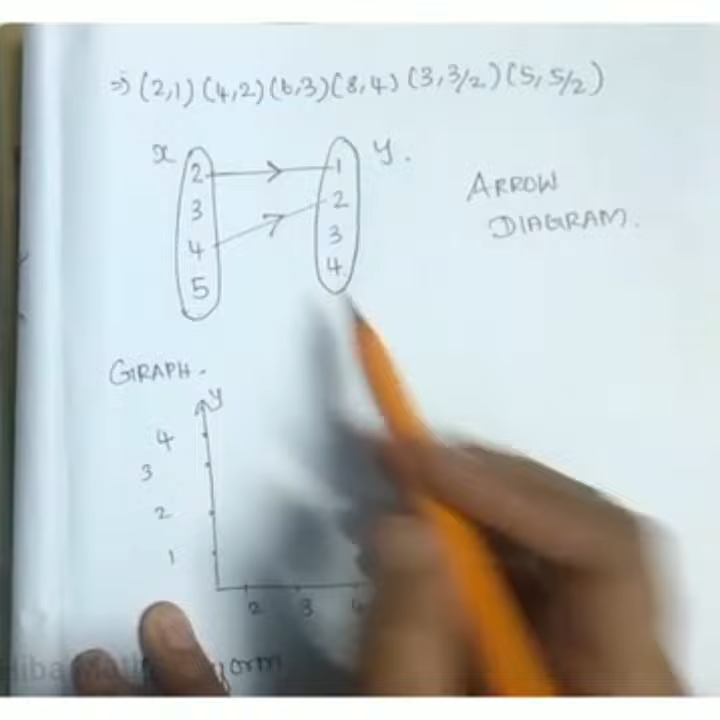 ⇒ (2,1) (4,2) (6,3) (8,4) (3,3/2) (5,5/2)
x y.
2 1
3 2
4 3
5 4
ARROW
DIAGRAM.
GRAPH.
y
4
3
2
1
2 3 4